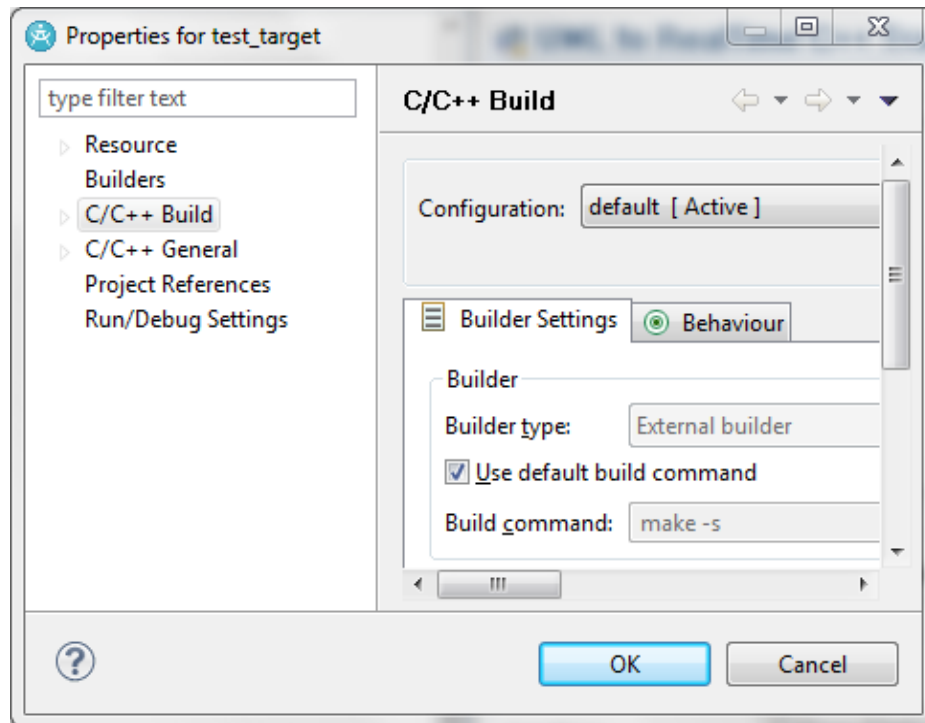 Properties for test_target
type filter text
Resource
Builders
C/C++ Build
C/C++ General
Project References
Run/Debug Settings
C/C++ Build
Configuration: default [ Active ]
Builder Settings
Behaviour
Builder
Builder type: External builder
Use default build command
Build command: make -s
OK
Cancel